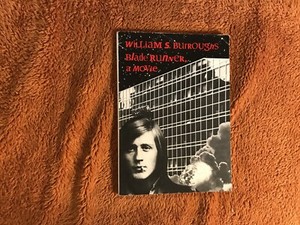 WilliAM S. BURROUGHS
BlAdE RUNNER,
A MOViE.